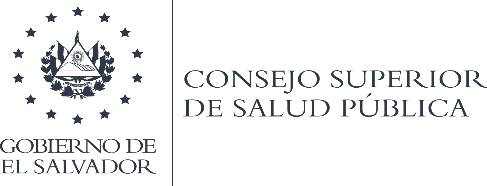 GOBIERNO DE
EL SALVADOR
CONSEJO SUPERIOR
DE SALUD PÚBLICA